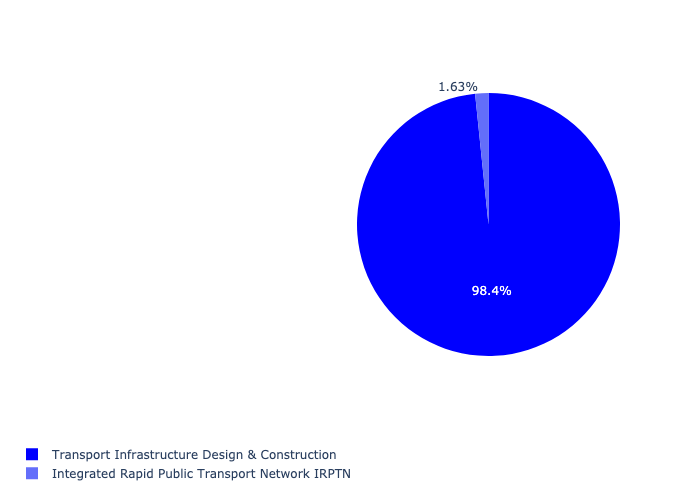 1.63%
98.4%
Transport Infrastructure Design & Construction
Integrated Rapid Public Transport Network IRPTN